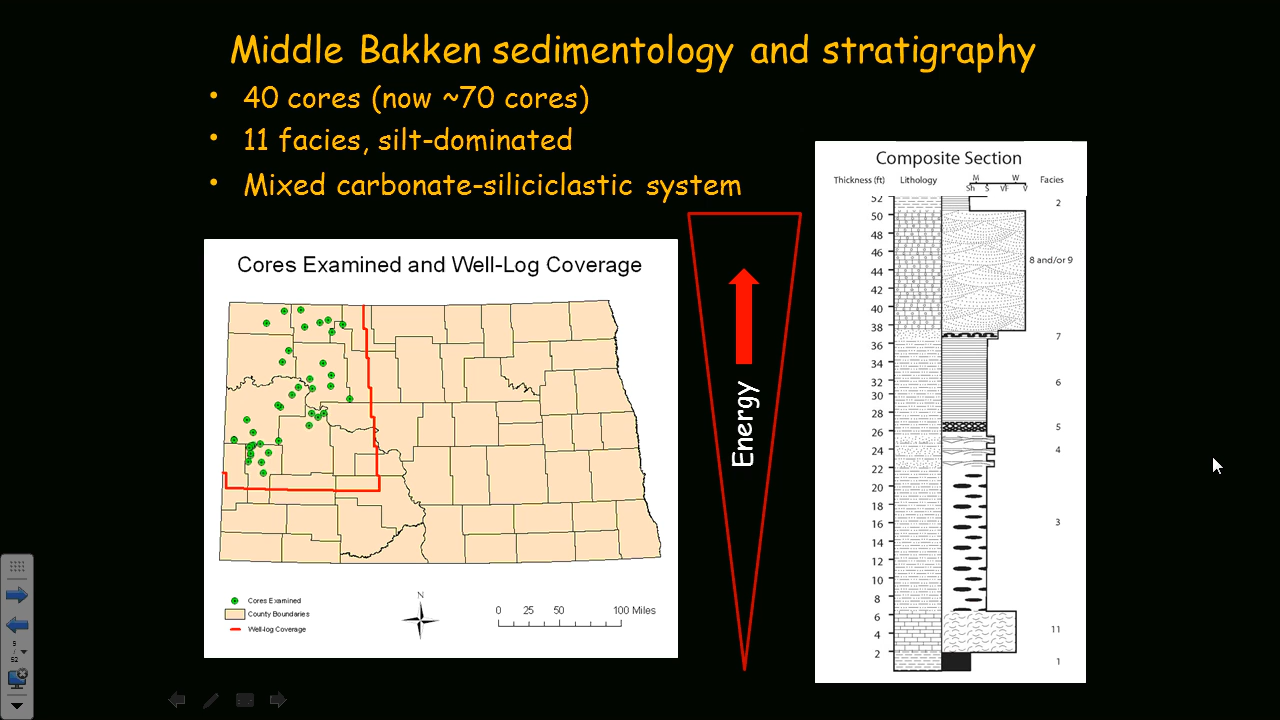 Middle Bakken sedimentology and stratigraphy
• 40 cores (now ~70 cores)
• 11 facies, silt-dominated
• Mixed carbonate-siliciclastic system
Cores Examined and Well-Log Coverage
Cores Examined
County Boundaries
Well-log Coverage
N
0 25 50 100 Miles
Energy
Composite Section
Thickness (ft) Lithology M W Facies
Sh S Vf V
52 2
50
48
46 8 and/or 9
44
42
40
38
36 7
34
32 6
30
28
26 5
24 4
22
20
18
16 3
14
12
10
8
6
4 11
2 1